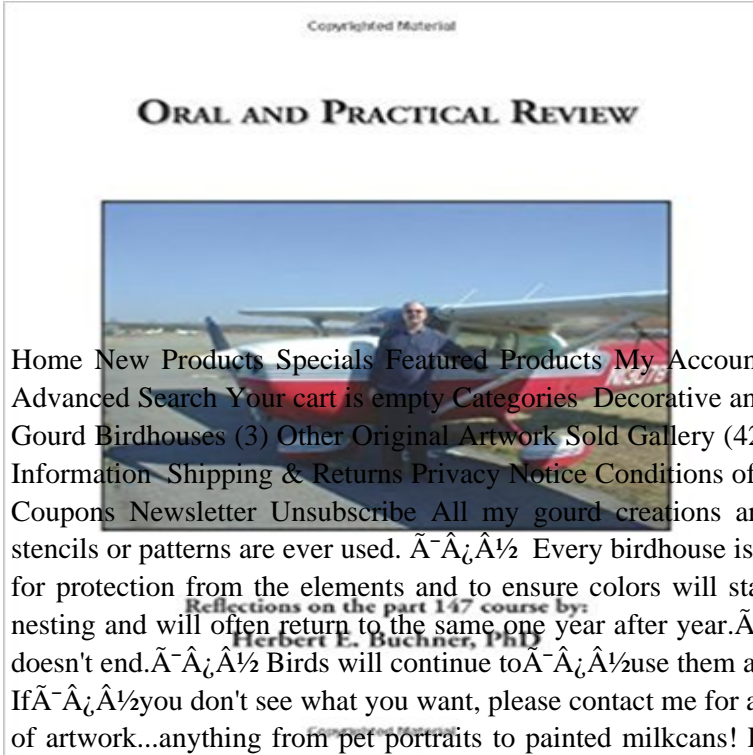 Copyrighted Material
ORAL AND PRACTICAL REVIEW
Home New Products Specials Featured Products My Accoun
Advanced Search Your cart is empty Categories Decorative an
Gourd Birdhouses (3) Other Original Artwork Sold Gallery (42
Information Shipping & Returns Privacy Notice Conditions of
Coupons Newsletter Unsubscribe All my gourd creations ar
stencils or patterns are ever used. Ã¯Â¿Â½ Every birdhouse is
for protection from the elements and to ensure colors will sta
Reflections on the part 147 course by:
nesting and will often return to the same one year after year.Ã
Herbert E. Buchner, PhD
doesn't end.Ã¯Â¿Â½ Birds will continue toÃ¯Â¿Â½use them a
IfÃ¯Â¿Â½you don't see what you want, please contact me for a
of artwork...anything from pet portraits to painted milkcans!
Copyrighted Material